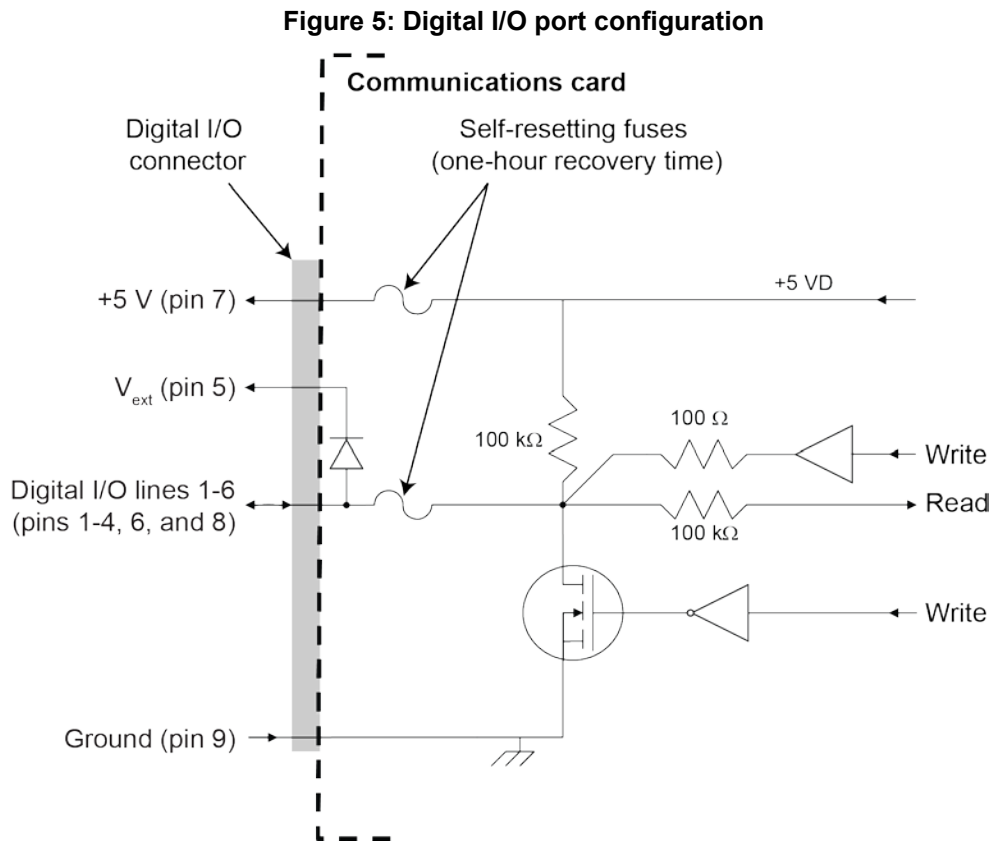 Figure 5: Digital I/O port configuration
Communications card
Digital I/O
connector
Self-resetting fuses
(one-hour recovery time)
+5 V (pin 7)
+5 VD
Vext (pin 5)
100 kΩ
100 Ω
Write
Digital I/O lines 1-6
(pins 1-4, 6, and 8)
Read
100 kΩ
Write
Ground (pin 9)